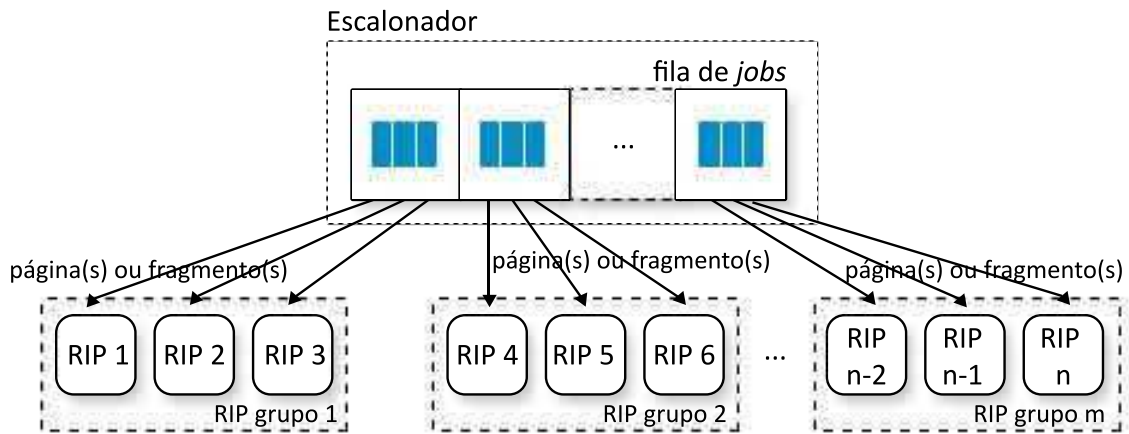 Escalonador
fila de jobs
...
página(s) ou fragmento(s)
página(s) ou fragmento(s)
página(s) ou fragmento(s)
RIP 1
RIP 2
RIP 3
RIP grupo 1
RIP 4
RIP 5
RIP 6
RIP grupo 2
...
RIP
n-2
RIP
n-1
RIP
n
RIP grupo m